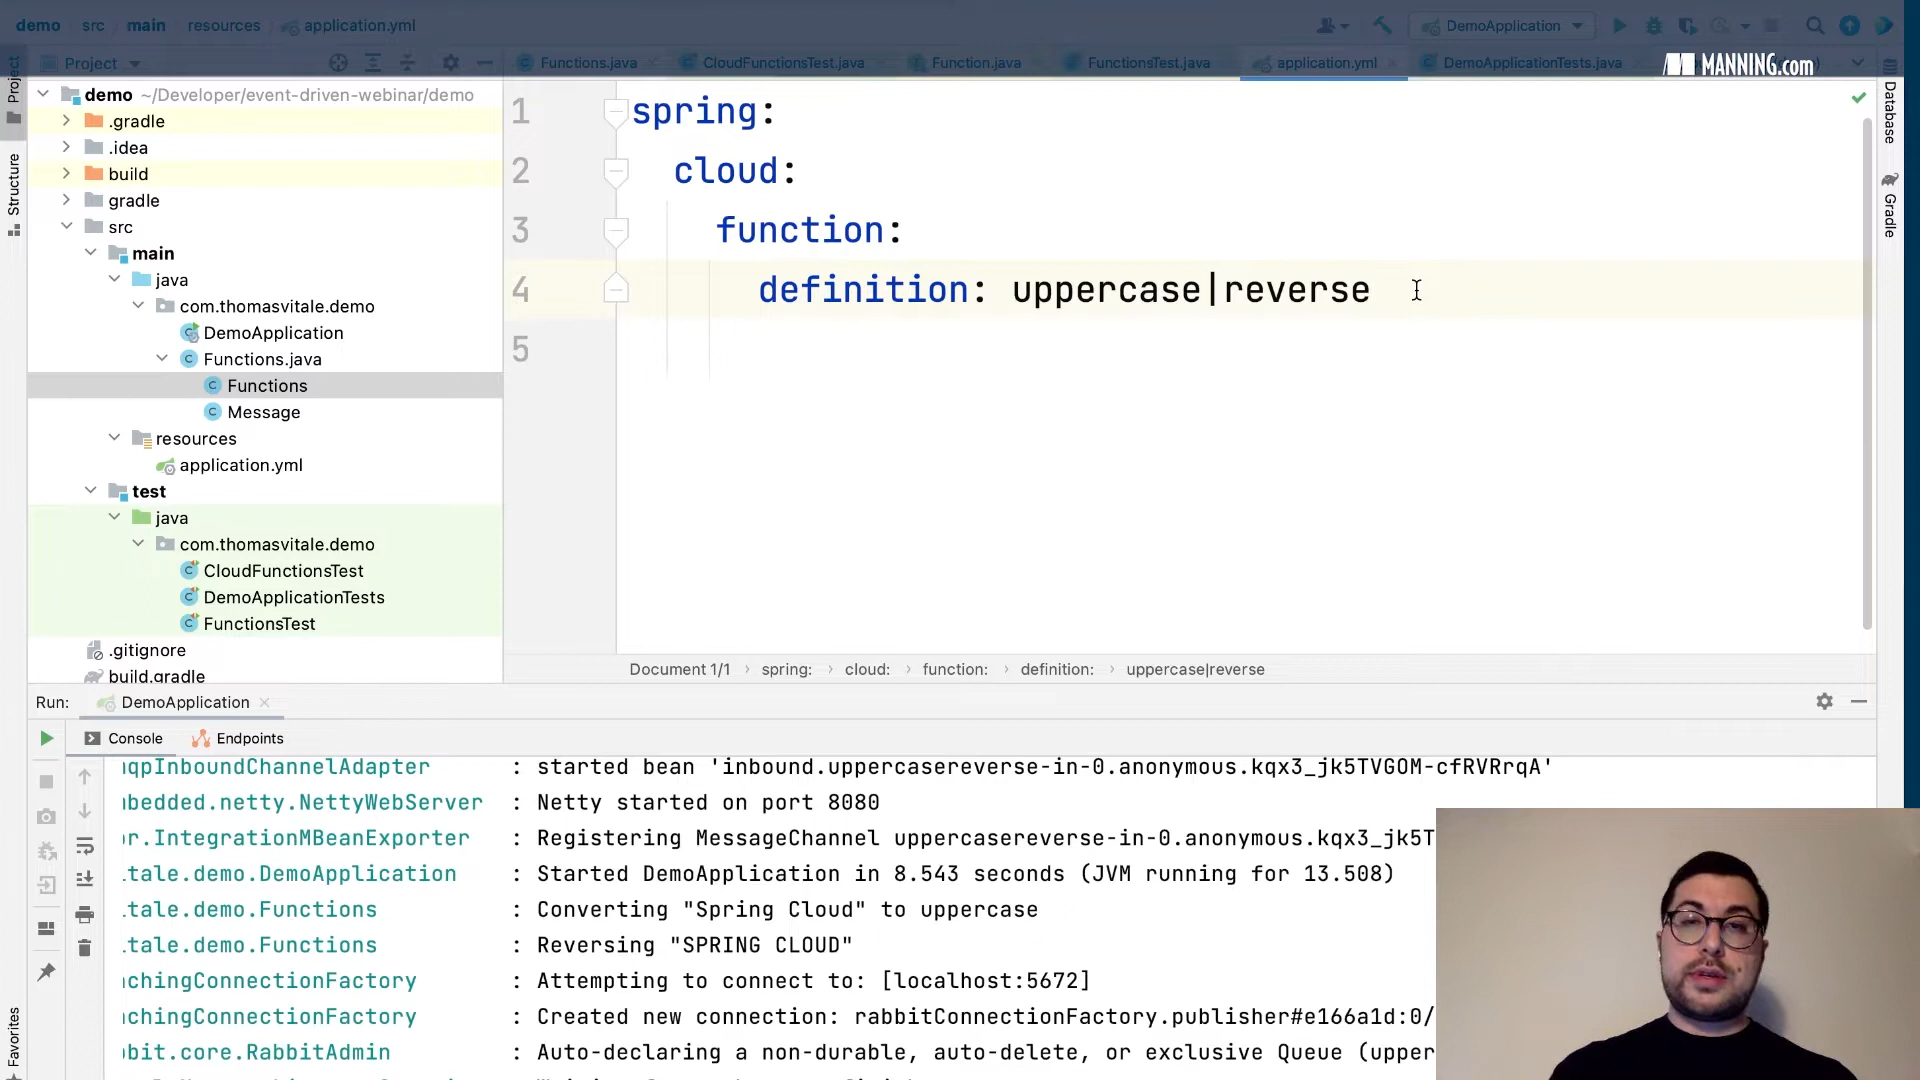 demo src main resources application.yml
DemoApplication
Project
Functions.java CloudFunctionsTest.java Function.java FunctionsTest.java application.yml DemoApplicationTests.java
MANNING.com
Project
Structure
Favorites
demo ~/Developer/event-driven-webinar/demo
.gradle
.idea
build
gradle
src
main
java
com.thomasvitale.demo
DemoApplication
Functions.java
Functions
Message
resources
application.yml
test
java
com.thomasvitale.demo
CloudFunctionsTest
DemoApplicationTests
FunctionsTest
.gitignore
build.gradle
1 spring:
2 cloud:
3 function:
4 definition: uppercase|reverse
5
Database
Gradle
Document 1/1 spring: cloud: function: definition: uppercase|reverse
Run: DemoApplication
Console Endpoints
qpInboundChannelAdapter : started bean 'inbound.uppercasereverse-in-0.anonymous.kqx3_jk5TVGOM-cfRVRrqA'
bedded.netty.NettyWebServer : Netty started on port 8080
r.IntegrationMBeanExporter : Registering MessageChannel uppercasereverse-in-0.anonymous.kqx3_jk5T
tale.demo.DemoApplication : Started DemoApplication in 8.543 seconds (JVM running for 13.508)
tale.demo.Functions : Converting "Spring Cloud" to uppercase
tale.demo.Functions : Reversing "SPRING CLOUD"
chingConnectionFactory : Attempting to connect to: [localhost:5672]
chingConnectionFactory : Created new connection: rabbitConnectionFactory.publisher#e166a1d:0/
bit.core.RabbitAdmin : Auto-declaring a non-durable, auto-delete, or exclusive Queue (upper